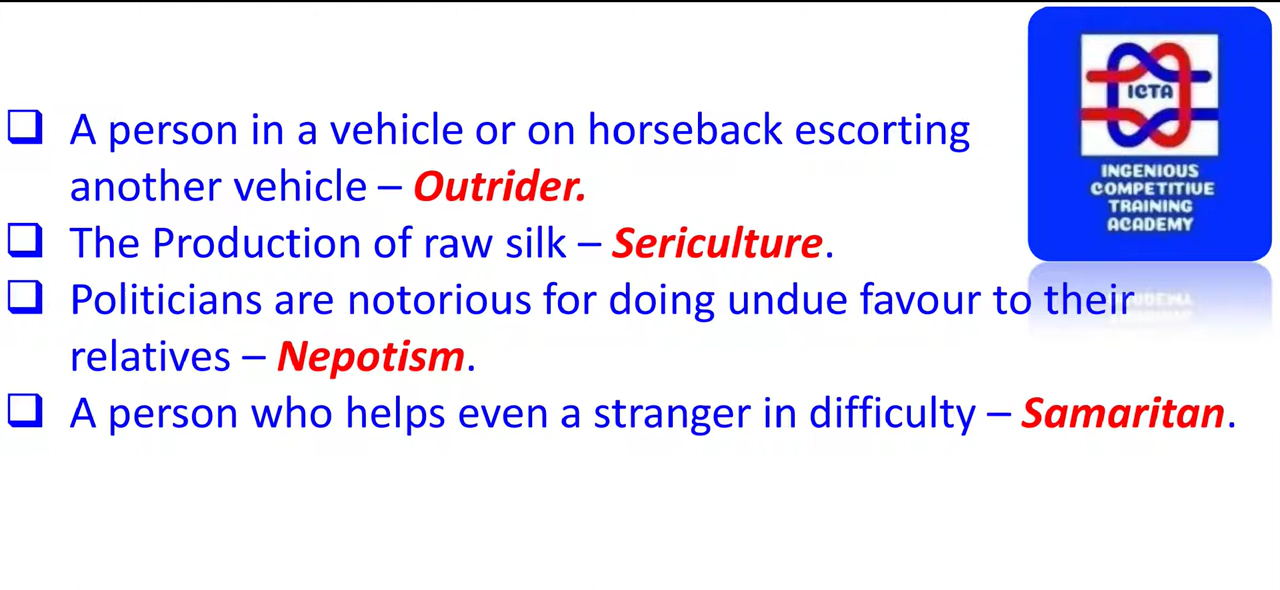 A person in a vehicle or on horseback escorting
another vehicle – Outrider.
The Production of raw silk – Sericulture.
Politicians are notorious for doing undue favour to their
relatives – Nepotism.
A person who helps even a stranger in difficulty – Samaritan.
ICTA
INGENIOUS
COMPETITIVE
TRAINING
ACADEMY